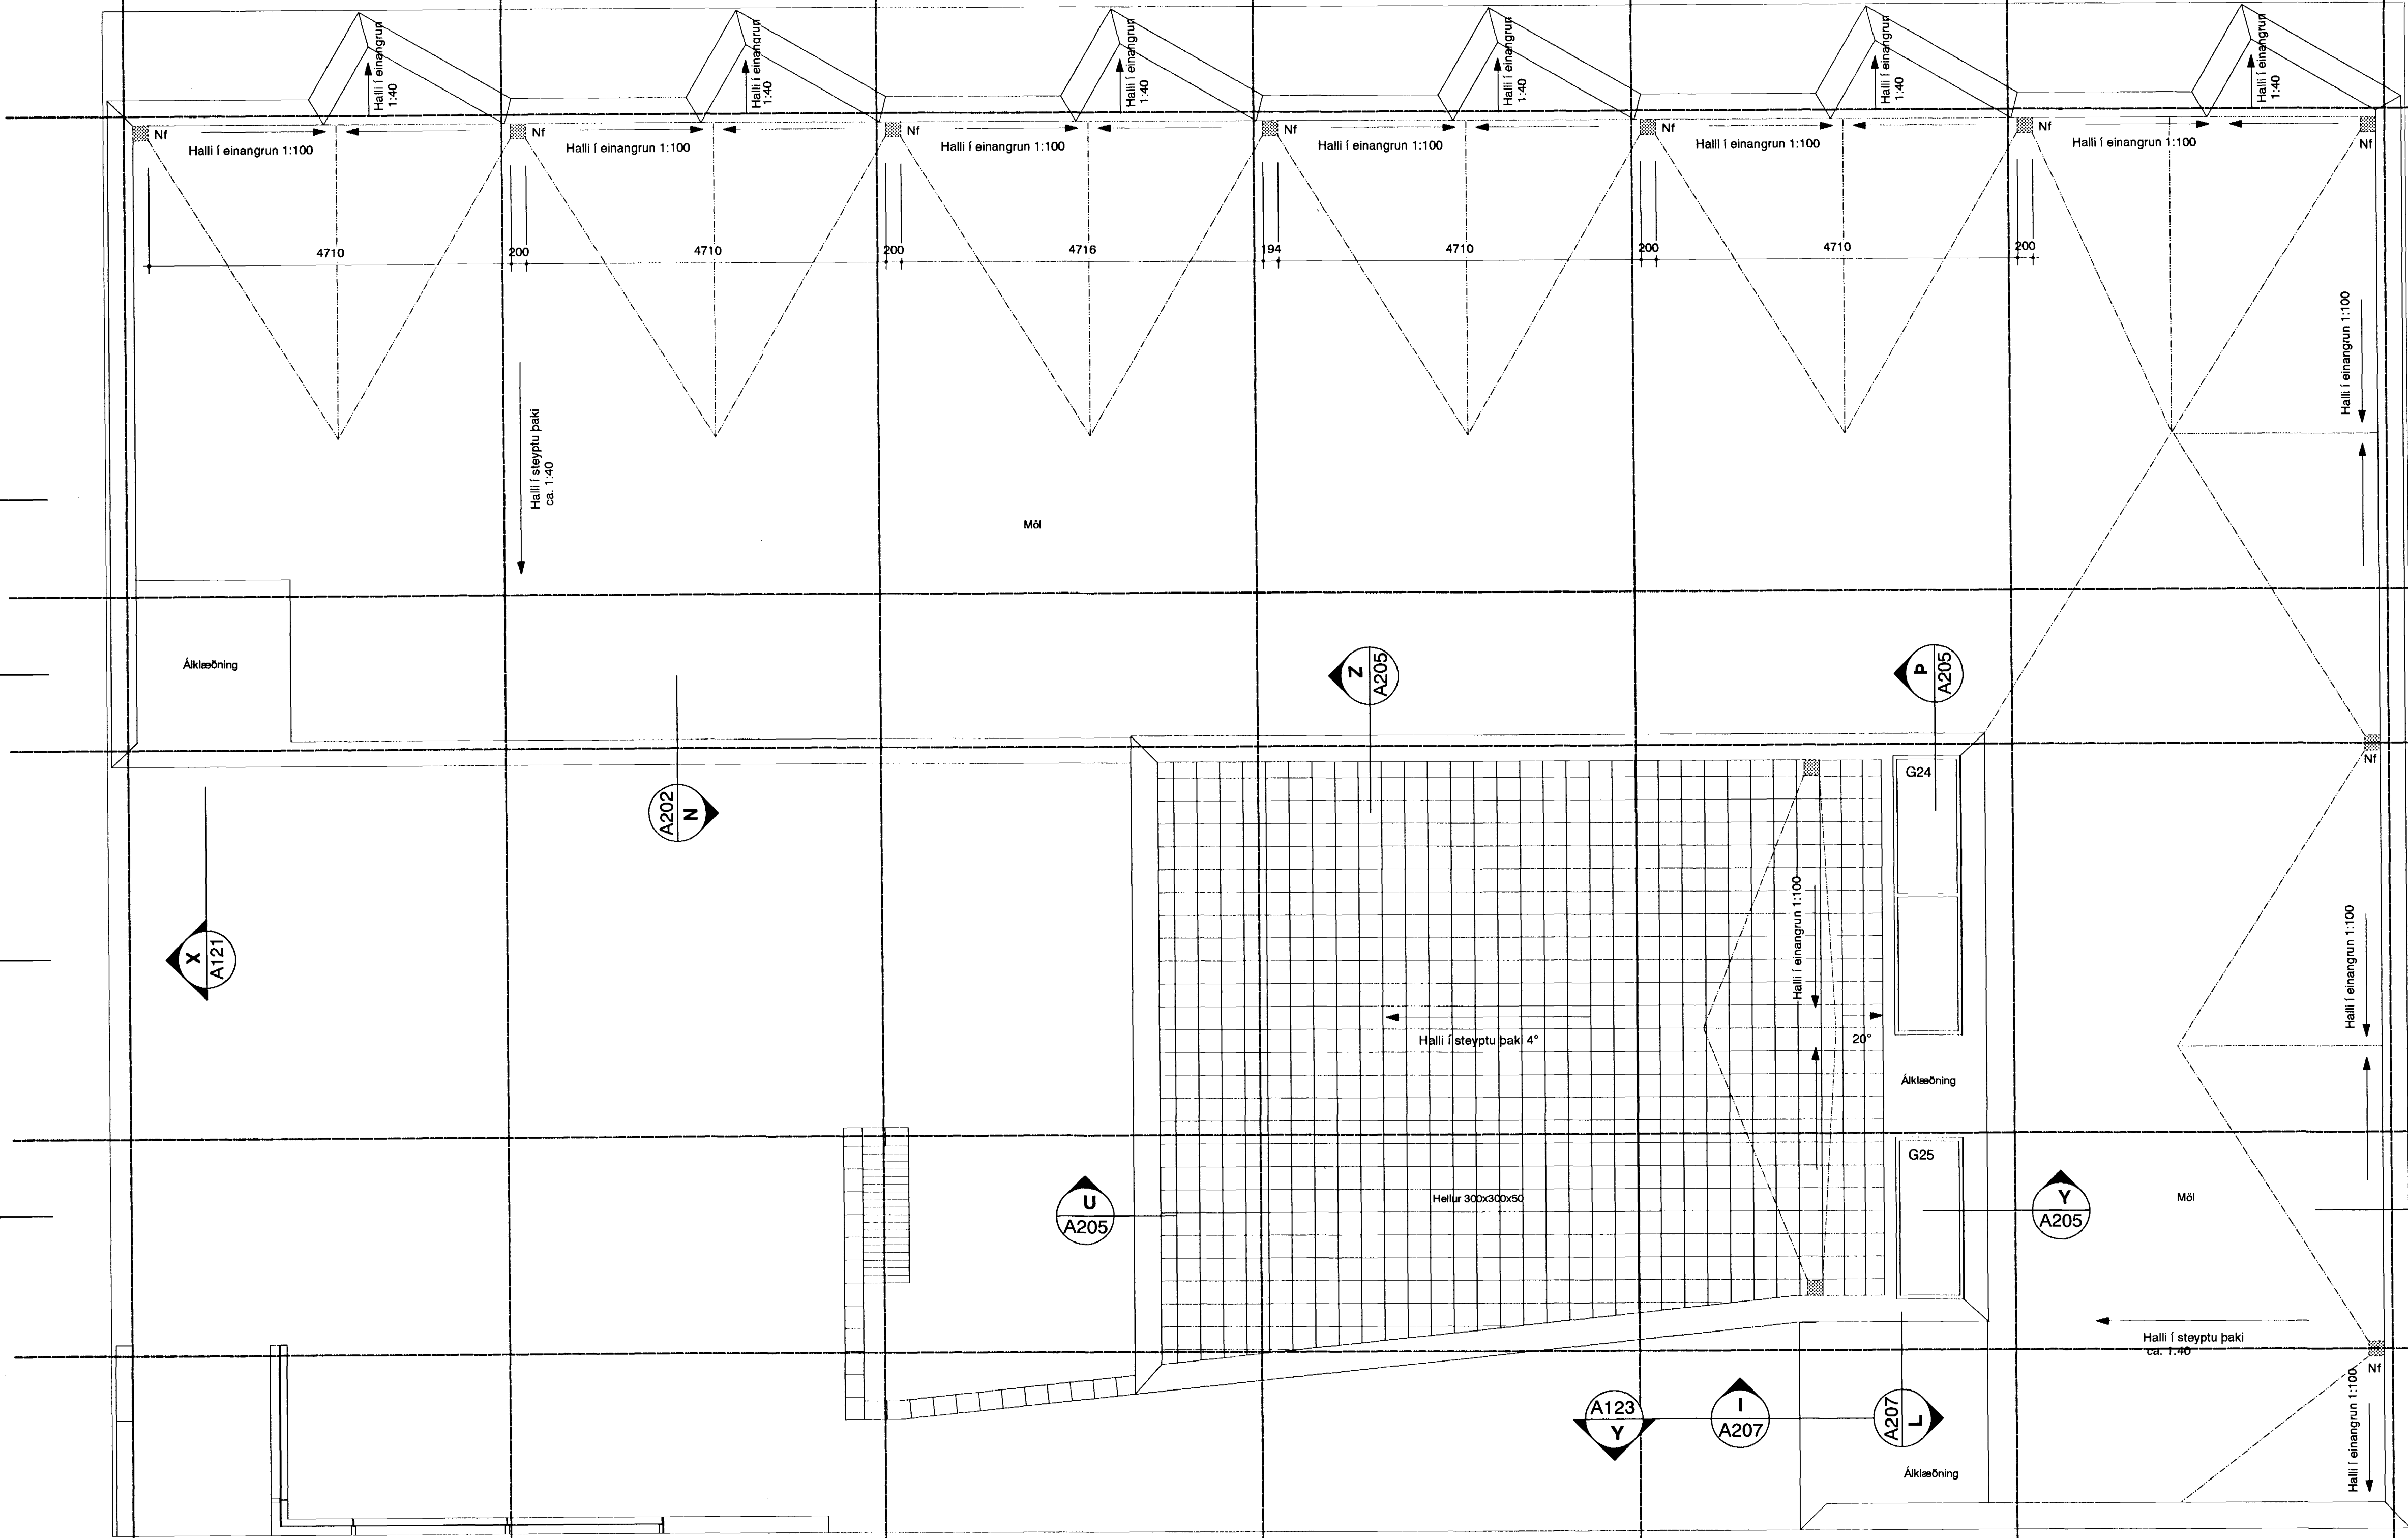 Halli í einangrun
1:40
Halli í einangrun
1:40
Halli í einangrun
1:40
Halli í einangrun
1:40
Halli í einangrun
1:40
Halli í einangrun
1:40
Nf
Nf
Nf
Nf
Nf
Nf
Nf
Halli í einangrun 1:100
Halli í einangrun 1:100
Halli í einangrun 1:100
Halli í einangrun 1:100
Halli í einangrun 1:100
Halli í einangrun 1:100
4710
200
4710
200
4716
194
4710
200
4710
200
Halli í einangrun 1:100
Halli í steyptu þaki
ca. 1:40
Möl
Álklæðning
Z
A205
Þ
A205
Nf
G24
A202
N
X
A121
Halli í einangrun 1:100
Halli í einangrun 1:100
Halli í steyptu þaki 4°
20°
Álklæðning
G25
U
A205
Hellur 300x300x50
Y
A205
Möl
Halli í steyptu þaki
ca. 1:40
Nf
A123
Y
I
A207
A207
L
Halli í einangrun 1:100
Álklæðning